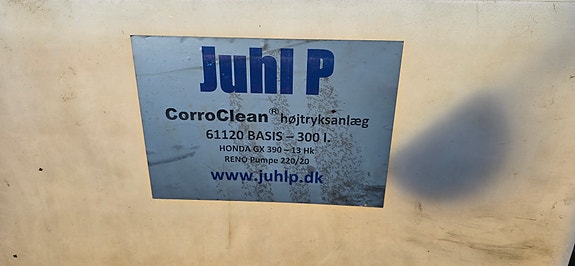 Juhl P
CorroClean® højtryksanlæg
61120 BASIS – 300 l.
HONDA GX 390 – 13 Hk
RENO Pumpe 220/20
www.juhlp.dk